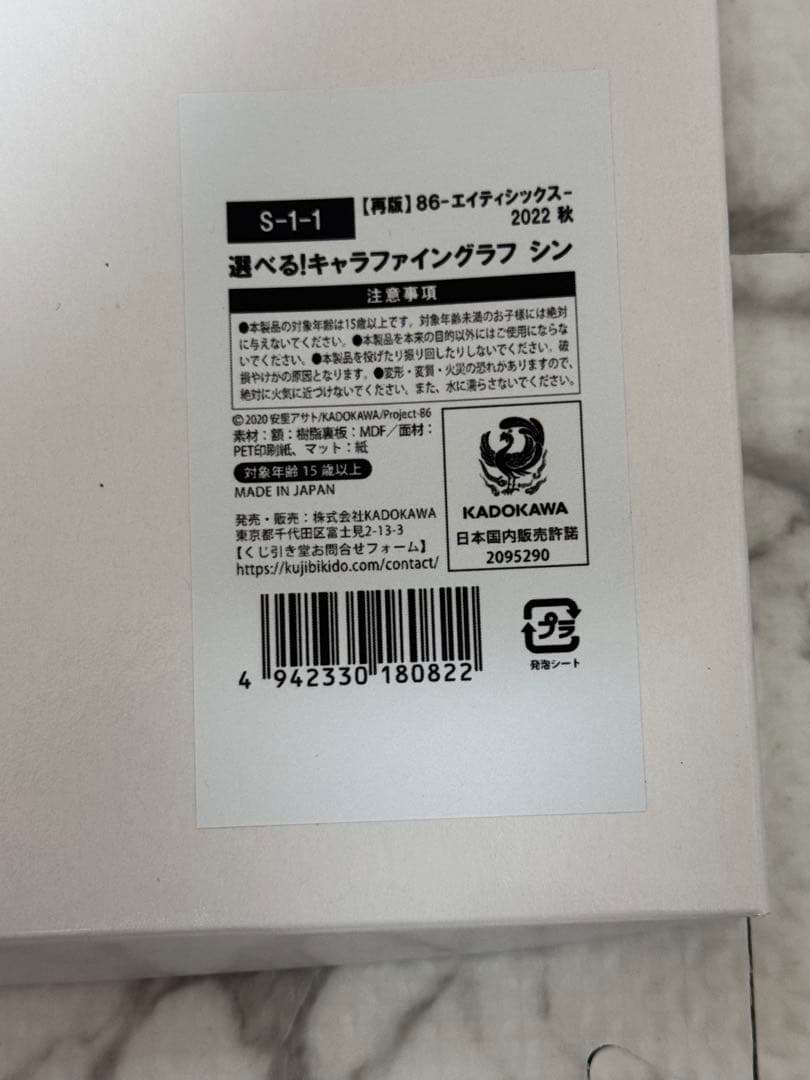 S-1-1
【再版】86-エイティシックス-
2022 秋
選べる!キャラファイングラフ シン
注意事項
●本製品の対象年齢は15歳以上です。対象年齢未満のお子様には絶対
に与えないでください。●本製品を本来の目的以外にはご使用にならな
いでください。●本製品を投げたり振り回したりしないでください。破
損やけがの原因となります。●変形・変質・火災の恐れがありますので、
絶対に火気に近づけないでください。また、水に濡らさないでください。
©2020 安里アサト/KADOKAWA/Project-86
素材：額：樹脂裏板：MDF／面材：
PET印刷紙、マット：紙
対象年齢 15 歳以上
MADE IN JAPAN
発売・販売：株式会社KADOKAWA
東京都千代田区富士見2-13-3
【くじ引き堂お問合せフォーム】
https://kujibikido.com/contact/
KADOKAWA
日本国内販売許諾
2095290
4 942330 180822
プラ
発泡シート